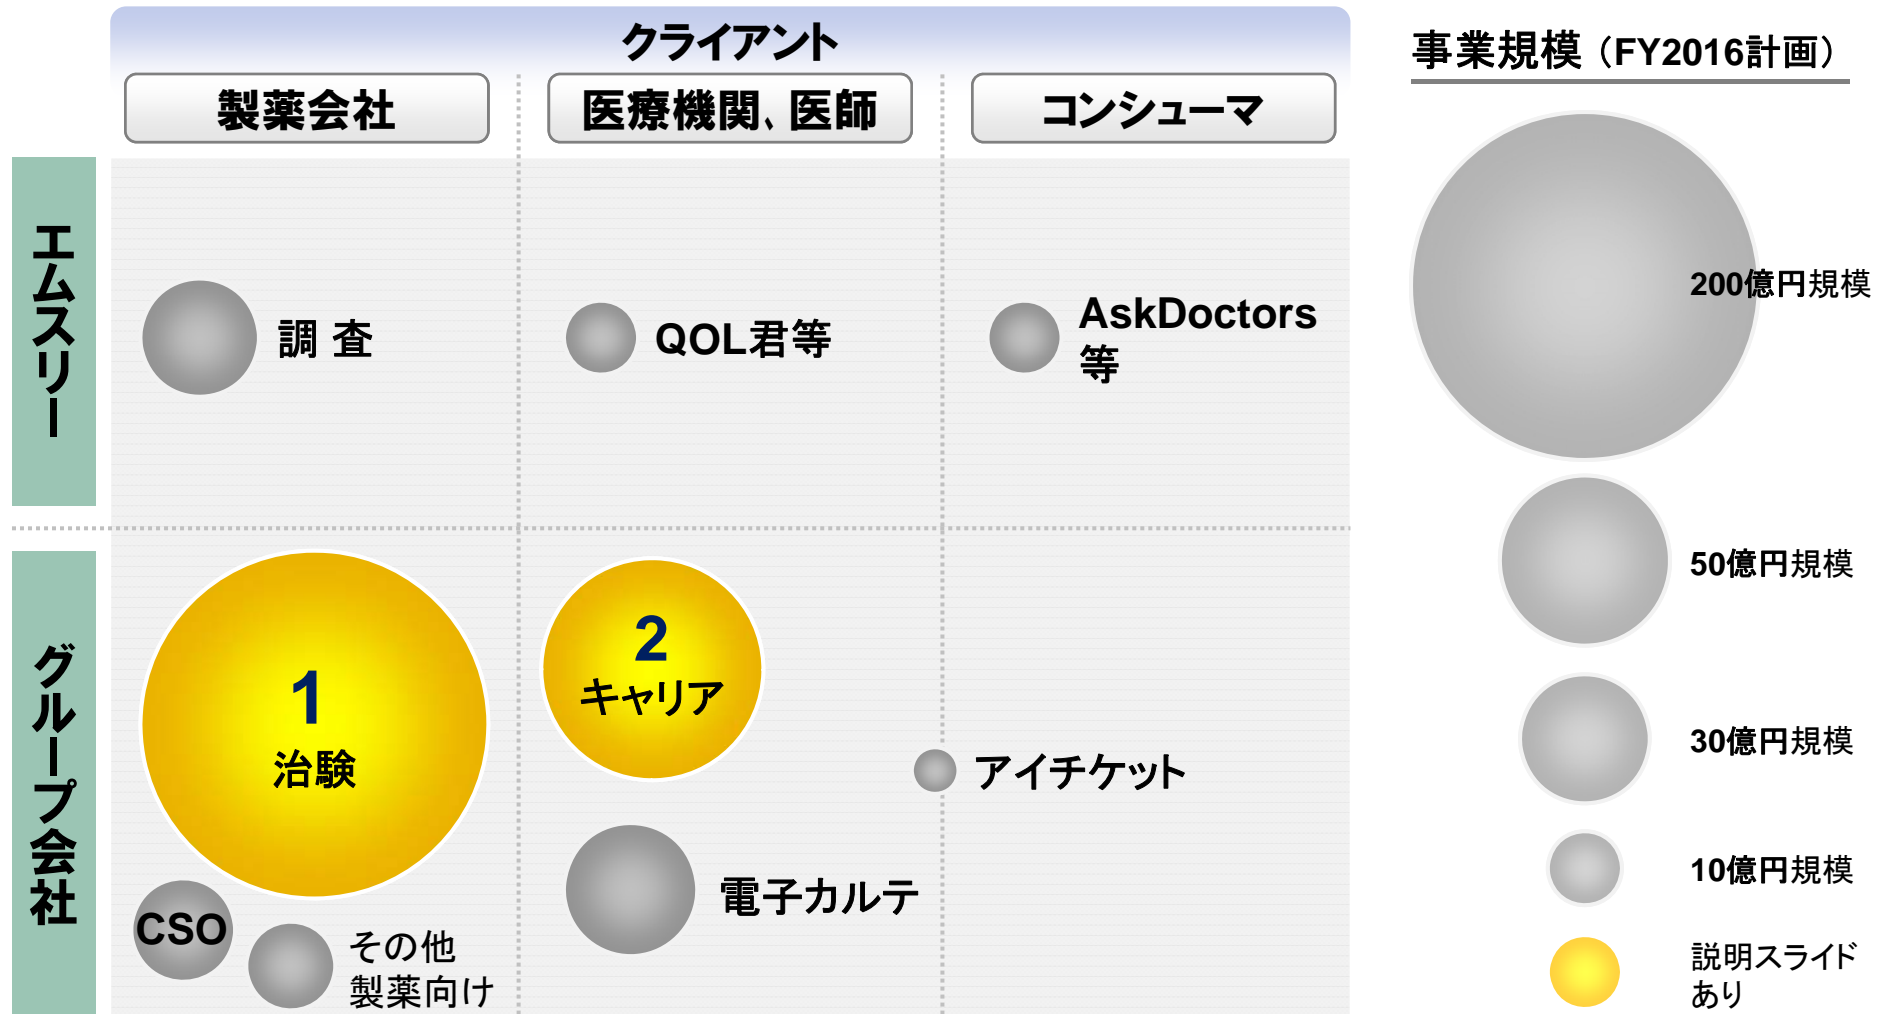 クライアント
製薬会社
医療機関、医師
コンシューマ
エムスリー
調 査
QOL君等
AskDoctors
等
グループ会社
1
治験
2
キャリア
アイチケット
電子カルテ
CSO
その他
製薬向け
事業規模（FY2016計画）
200億円規模
50億円規模
30億円規模
10億円規模
説明スライド
あり